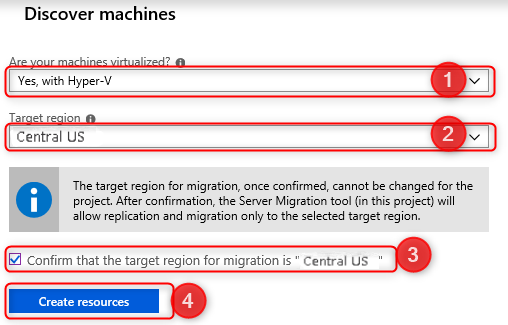 Discover machines
Are your machines virtualized? i
Yes, with Hyper-V 1
Target region i
Central US 2
i The target region for migration, once confirmed, cannot be changed for the
project. After confirmation, the Server Migration tool (in this project) will
allow replication and migration only to the selected target region.
Confirm that the target region for migration is " Central US " 3
Create resources 4